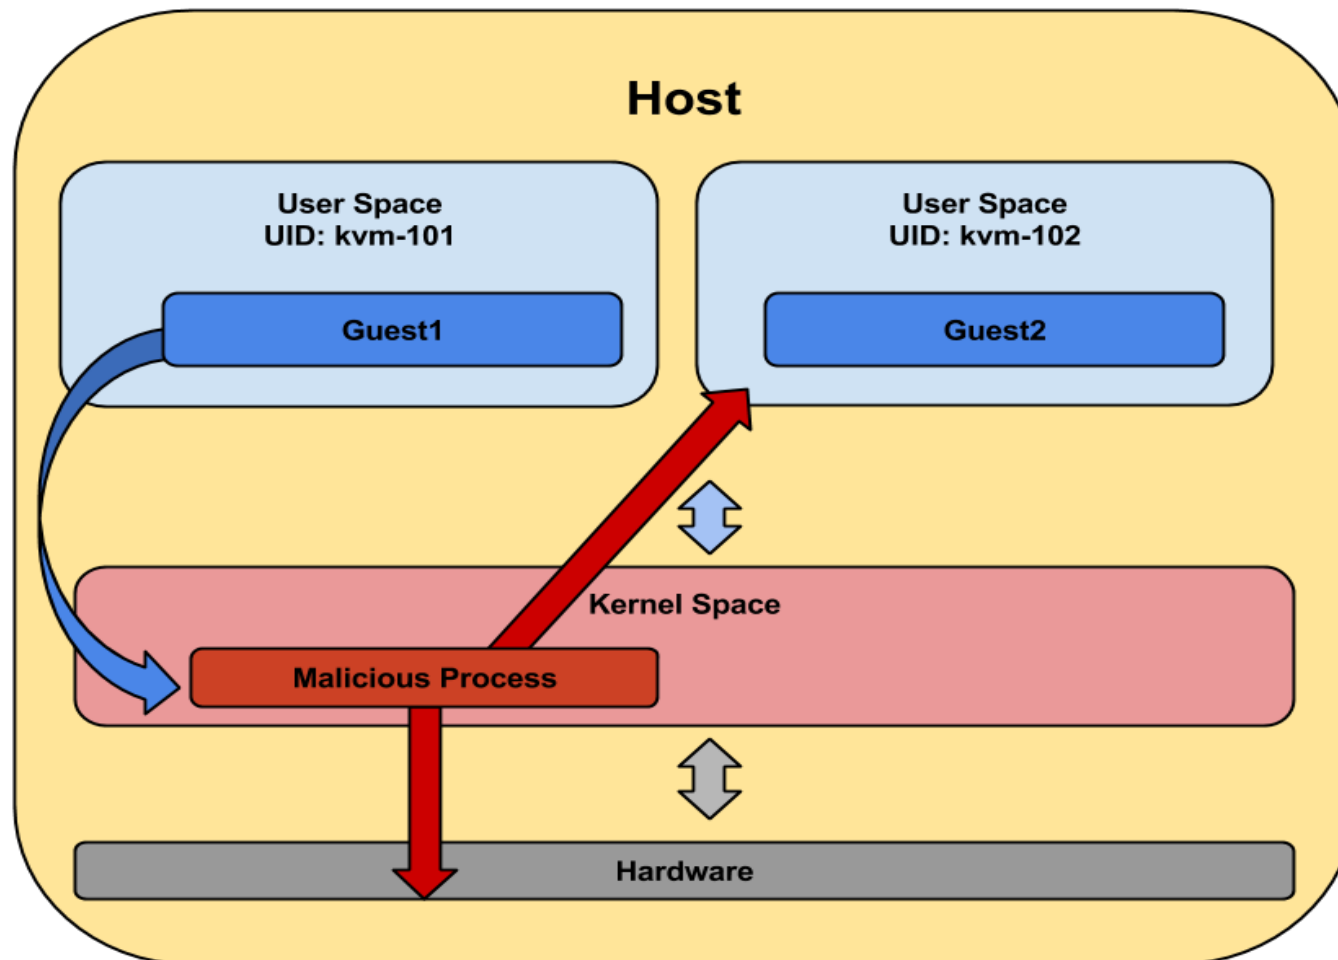 Host
User Space
UID: kvm-101
Guest1
User Space
UID: kvm-102
Guest2
Kernel Space
Malicious Process
Hardware